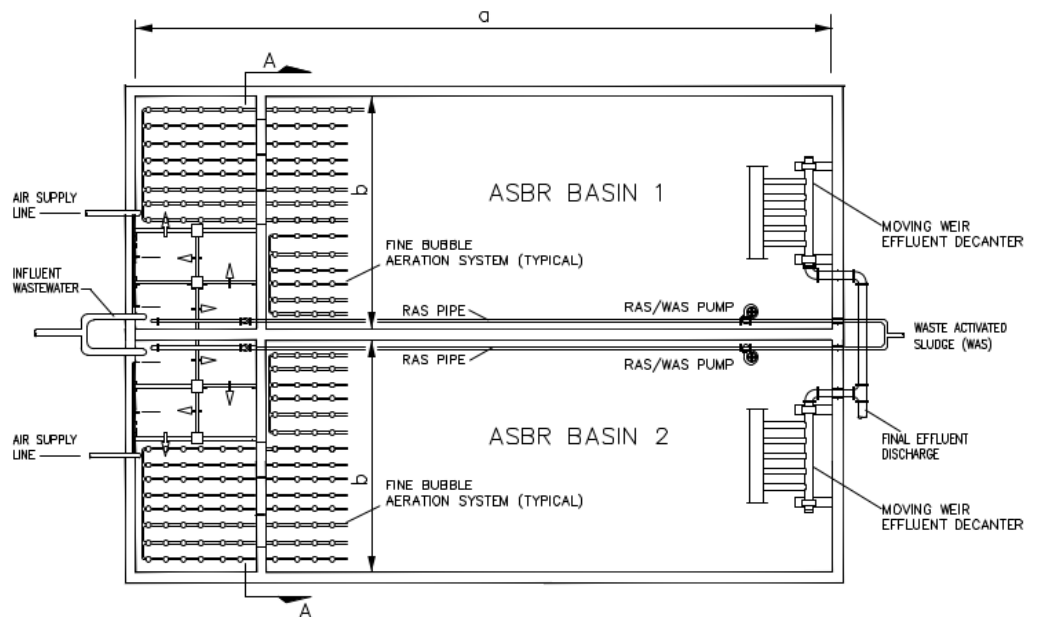 a
A
AIR SUPPLY
LINE
b
ASBR BASIN 1
MOVING WEIR
EFFLUENT DECANTER
FINE BUBBLE
AERATION SYSTEM (TYPICAL)
INFLUENT
WASTEWATER
RAS PIPE
RAS/WAS PUMP
WASTE ACTIVATED
SLUDGE (WAS)
RAS PIPE
RAS/WAS PUMP
AIR SUPPLY
LINE
b
ASBR BASIN 2
FINAL EFFLUENT
DISCHARGE
FINE BUBBLE
AERATION SYSTEM (TYPICAL)
MOVING WEIR
EFFLUENT DECANTER
A